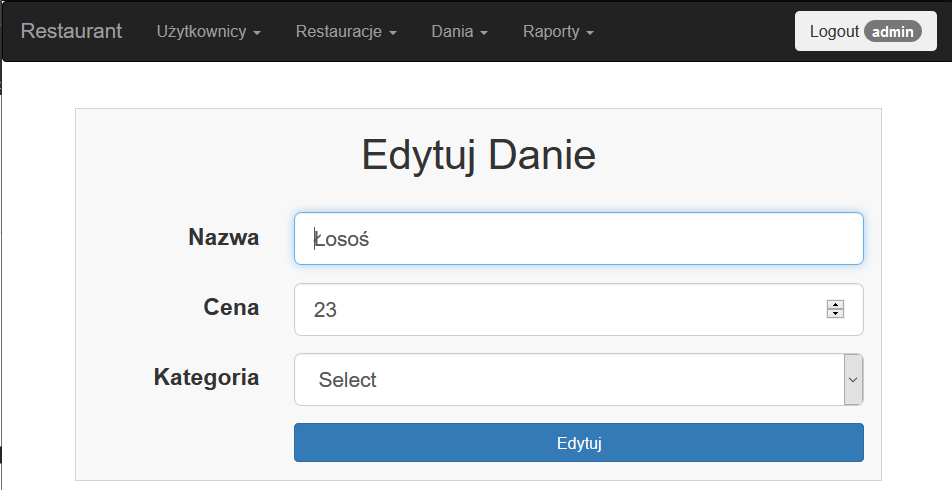 Restaurant Użytkownicy Restauracje Dania Raporty Logout admin
Edytuj Danie
Nazwa Łosoś
Cena 23
Kategoria Select
Edytuj